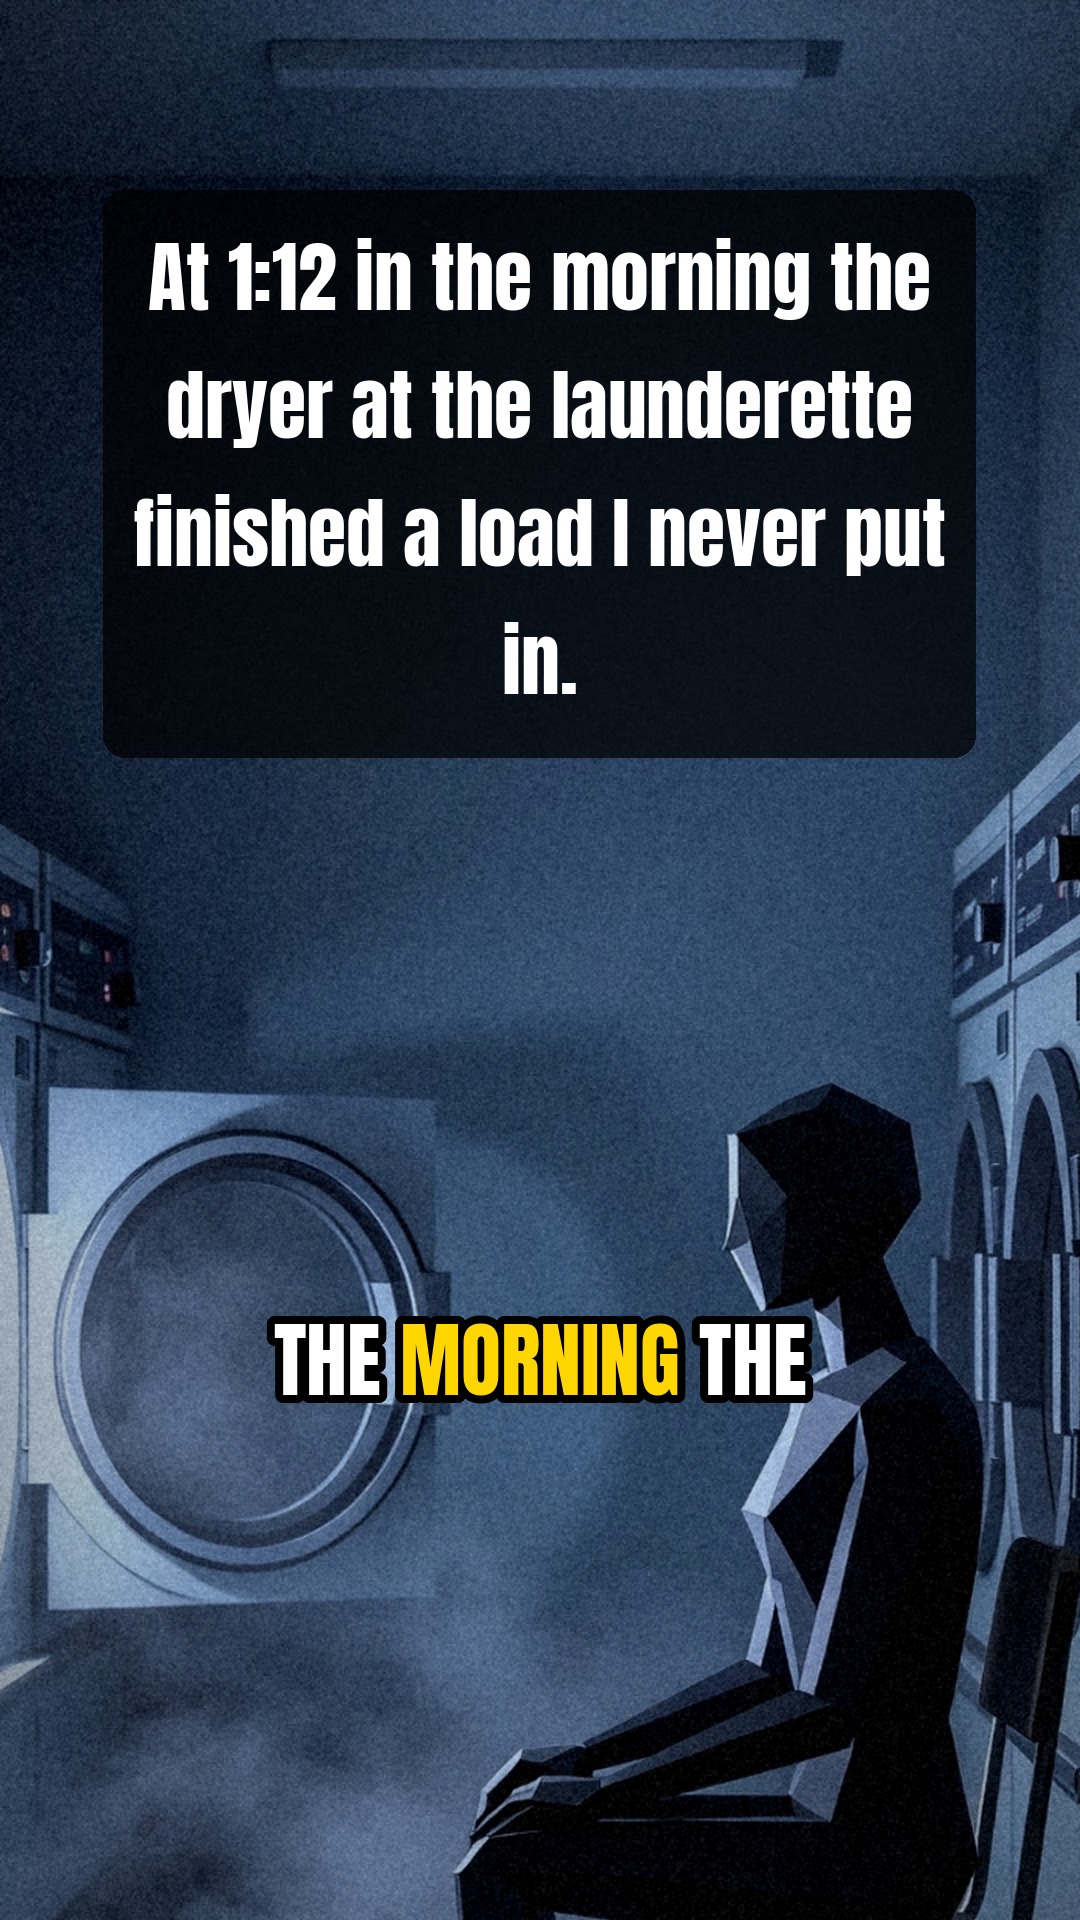 At 1:12 in the morning the
dryer at the launderette
finished a load I never put
in.
THE MORNING THE